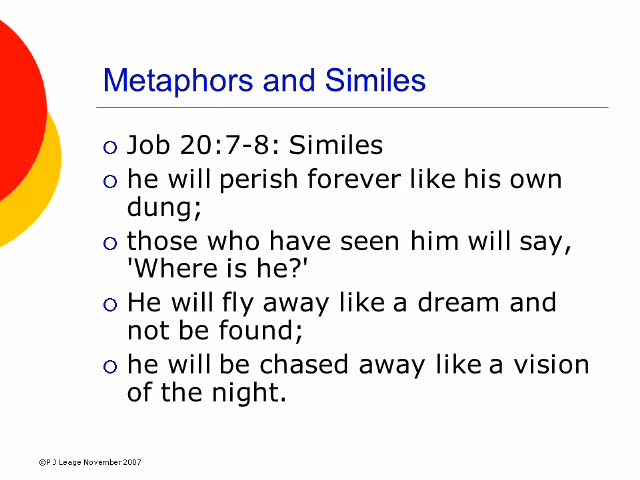 Metaphors and Similes
Job 20:7-8: Similes
he will perish forever like his own
dung;
those who have seen him will say,
'Where is he?'
He will fly away like a dream and
not be found;
he will be chased away like a vision
of the night.
©P J Leage November 2007